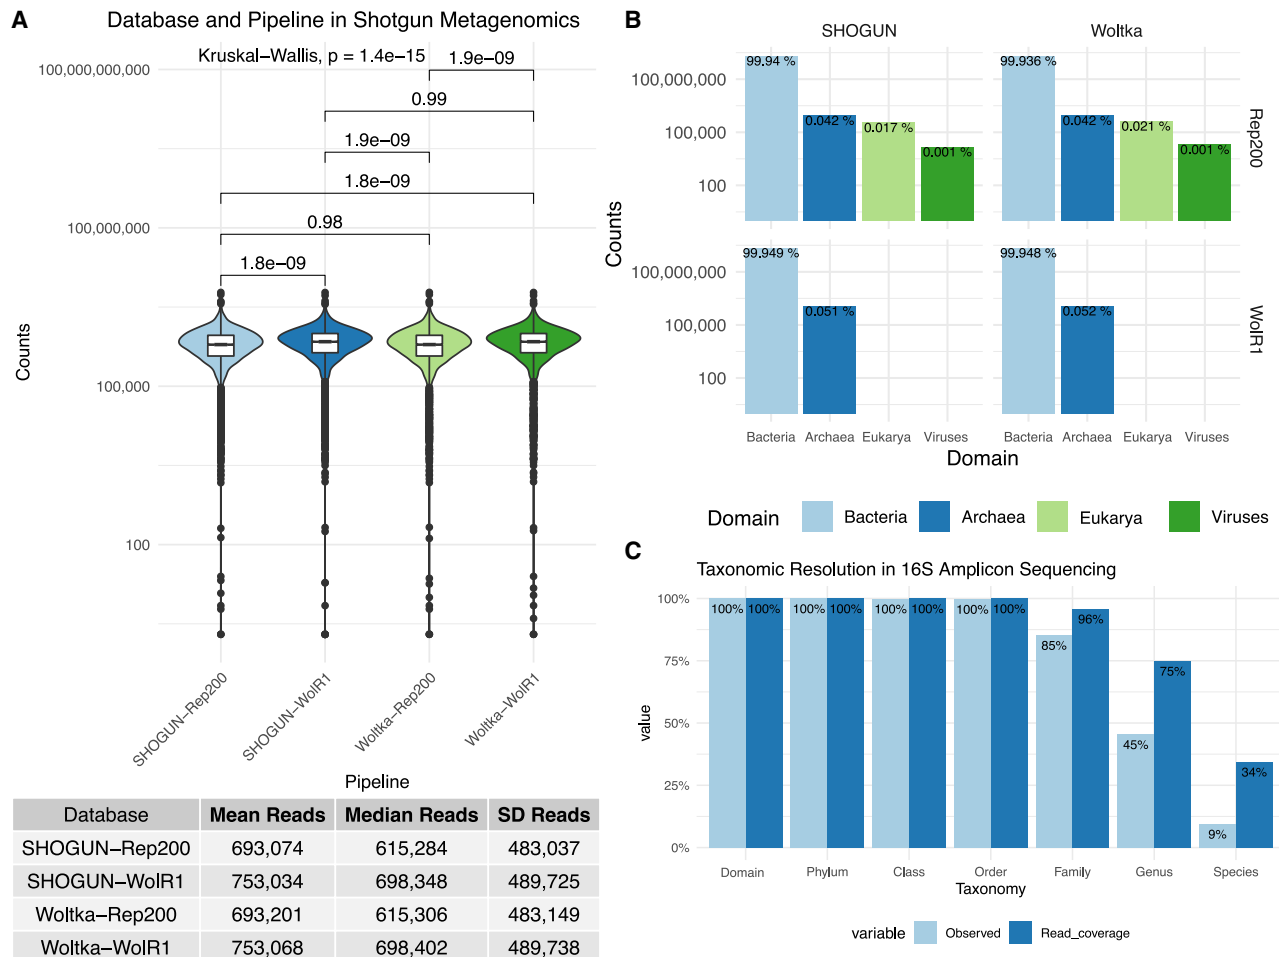 A
Database and Pipeline in Shotgun Metagenomics
Kruskal−Wallis, p = 1.4e−15
1.9e−09
0.99
1.9e−09
1.8e−09
0.98
1.8e−09
100,000,000,000
100,000,000
100,000
100
Counts
SHOGUN−Rep200
SHOGUN−WolR1
Woltka−Rep200
Woltka−WolR1
Pipeline
Database Mean Reads Median Reads SD Reads
SHOGUN−Rep200 693,074 615,284 483,037
SHOGUN−WolR1 753,034 698,348 489,725
Woltka−Rep200 693,201 615,306 483,149
Woltka−WolR1 753,068 698,402 489,738
B
SHOGUN Woltka
99.94 % 0.042 % 0.017 % 0.001 %
99.936 % 0.042 % 0.021 % 0.001 %
Rep200
100,000,000
100,000
100
99.949 % 0.051 %
99.948 % 0.052 %
WolR1
100,000,000
100,000
100
Counts
Bacteria Archaea Eukarya Viruses
Bacteria Archaea Eukarya Viruses
Domain
Domain Bacteria Archaea Eukarya Viruses
C
Taxonomic Resolution in 16S Amplicon Sequencing
100%
75%
50%
25%
0%
value
100% 100% 100% 100% 100% 100% 100% 100% 85% 96% 45% 75% 9% 34%
Domain Phylum Class Order Family Genus Species
Taxonomy
variable Observed Read_coverage